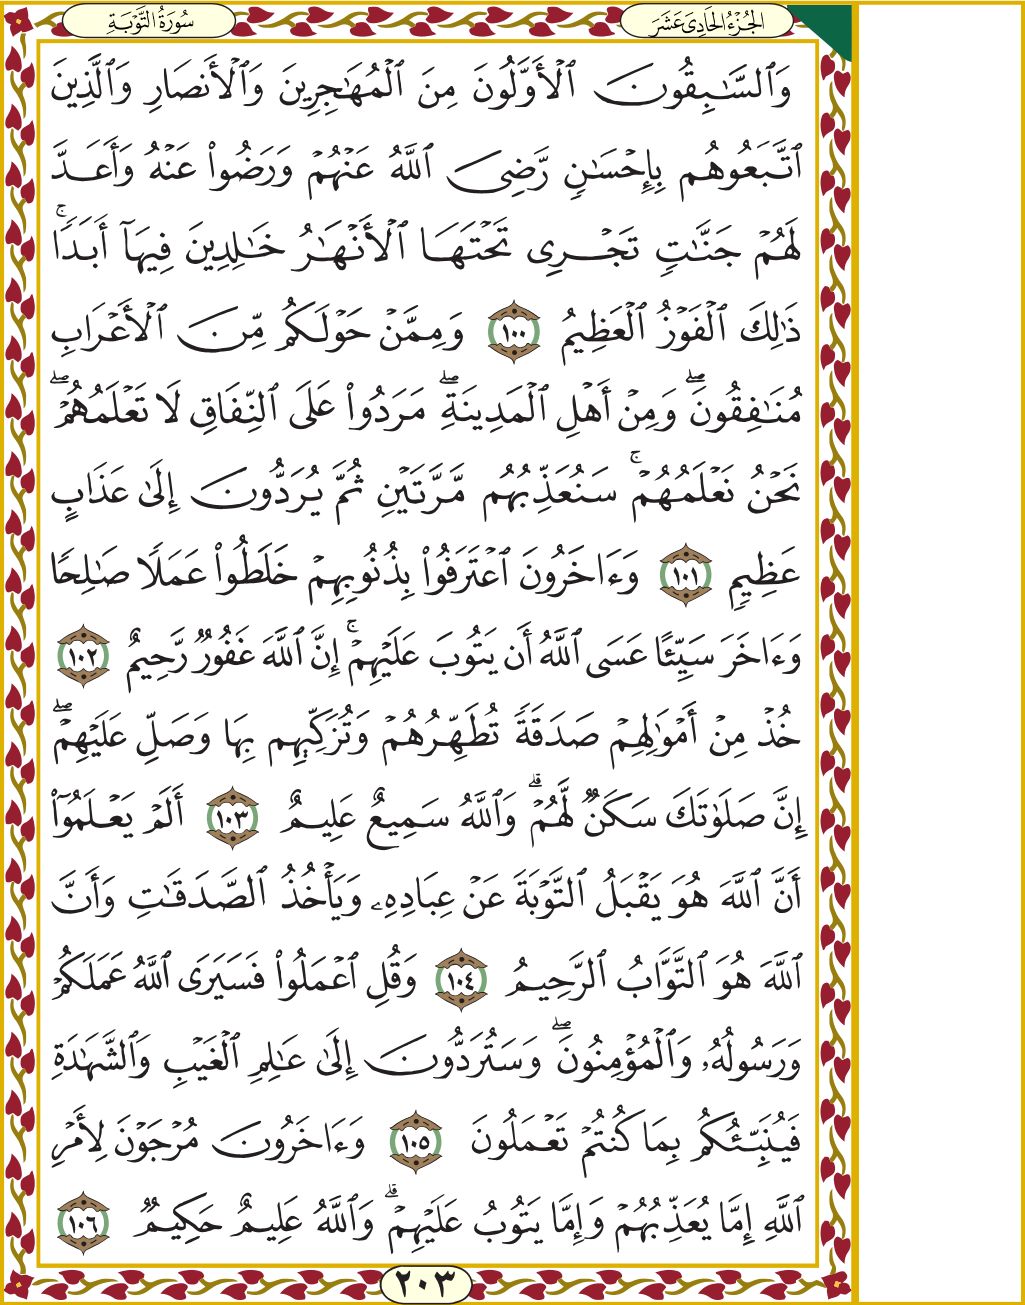 الجُزْءُ الحَادِىَ عَشَرَ
سُورَةُ التَّوْبَةِ
وَٱلسَّٰبِقُونَ ٱلْأَوَّلُونَ مِنَ ٱلْمُهَٰجِرِينَ وَٱلْأَنصَارِ وَٱلَّذِينَ
ٱتَّبَعُوهُم بِإِحْسَٰنٍ رَّضِىَ ٱللَّهُ عَنْهُمْ وَرَضُوا۟ عَنْهُ وَأَعَدَّ
لَهُمْ جَنَّٰتٍ تَجْرِى تَحْتَهَا ٱلْأَنْهَٰرُ خَٰلِدِينَ فِيهَآ أَبَدًا ۚ
ذَٰلِكَ ٱلْفَوْزُ ٱلْعَظِيمُ ١٠٠ وَمِمَّنْ حَوْلَكُم مِّنَ ٱلْأَعْرَابِ
مُنَٰفِقُونَ ۖ وَمِنْ أَهْلِ ٱلْمَدِينَةِ ۖ مَرَدُوا۟ عَلَى ٱلنِّفَاقِ لَا تَعْلَمُهُمْ ۖ
نَحْنُ نَعْلَمُهُمْ ۚ سَنُعَذِّبُهُم مَّرَّتَيْنِ ثُمَّ يُرَدُّونَ إِلَىٰ عَذَابٍ
عَظِيمٍ ١٠١ وَءَاخَرُونَ ٱعْتَرَفُوا۟ بِذُنُوبِهِمْ خَلَطُوا۟ عَمَلًا صَٰلِحًا
وَءَاخَرَ سَيِّئًا عَسَى ٱللَّهُ أَن يَتُوبَ عَلَيْهِمْ ۚ إِنَّ ٱللَّهَ غَفُورٌ رَّحِيمٌ ١٠٢
خُذْ مِنْ أَمْوَٰلِهِمْ صَدَقَةً تُطَهِّرُهُمْ وَتُزَكِّيهِم بِهَا وَصَلِّ عَلَيْهِمْ ۖ
إِنَّ صَلَوٰتَكَ سَكَنٌ لَّهُمْ ۗ وَٱللَّهُ سَمِيعٌ عَلِيمٌ ١٠٣ أَلَمْ يَعْلَمُوٓا۟
أَنَّ ٱللَّهَ هُوَ يَقْبَلُ ٱلتَّوْبَةَ عَنْ عِبَادِهِۦ وَيَأْخُذُ ٱلصَّدَقَٰتِ وَأَنَّ
ٱللَّهَ هُوَ ٱلتَّوَّابُ ٱلرَّحِيمُ ١٠٤ وَقُلِ ٱعْمَلُوا۟ فَسَيَرَى ٱللَّهُ عَمَلَكُمْ
وَرَسُولُهُۥ وَٱلْمُؤْمِنُونَ ۖ وَسَتُرَدُّونَ إِلَىٰ عَٰلِمِ ٱلْغَيْبِ وَٱلشَّهَٰدَةِ
فَيُنَبِّئُكُم بِمَا كُنتُمْ تَعْمَلُونَ ١٠٥ وَءَاخَرُونَ مُرْجَوْنَ لِأَمْرِ
ٱللَّهِ إِمَّا يُعَذِّبُهُمْ وَإِمَّا يَتُوبُ عَلَيْهِمْ ۗ وَٱللَّهُ عَلِيمٌ حَكِيمٌ ١٠٦
٢٠٣